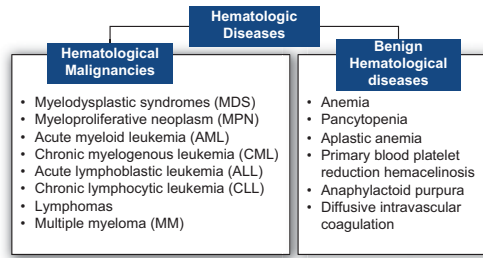 Hematologic
Diseases
Hematological
Malignancies
• Myelodysplastic syndromes (MDS)
• Myeloproliferative neoplasm (MPN)
• Acute myeloid leukemia (AML)
• Chronic myelogenous leukemia (CML)
• Acute lymphoblastic leukemia (ALL)
• Chronic lymphocytic leukemia (CLL)
• Lymphomas
• Multiple myeloma (MM)
Benign
Hematological
diseases
• Anemia
• Pancytopenia
• Aplastic anemia
• Primary blood platelet
reduction hemacelinosis
• Anaphylactoid purpura
• Diffusive intravascular
coagulation